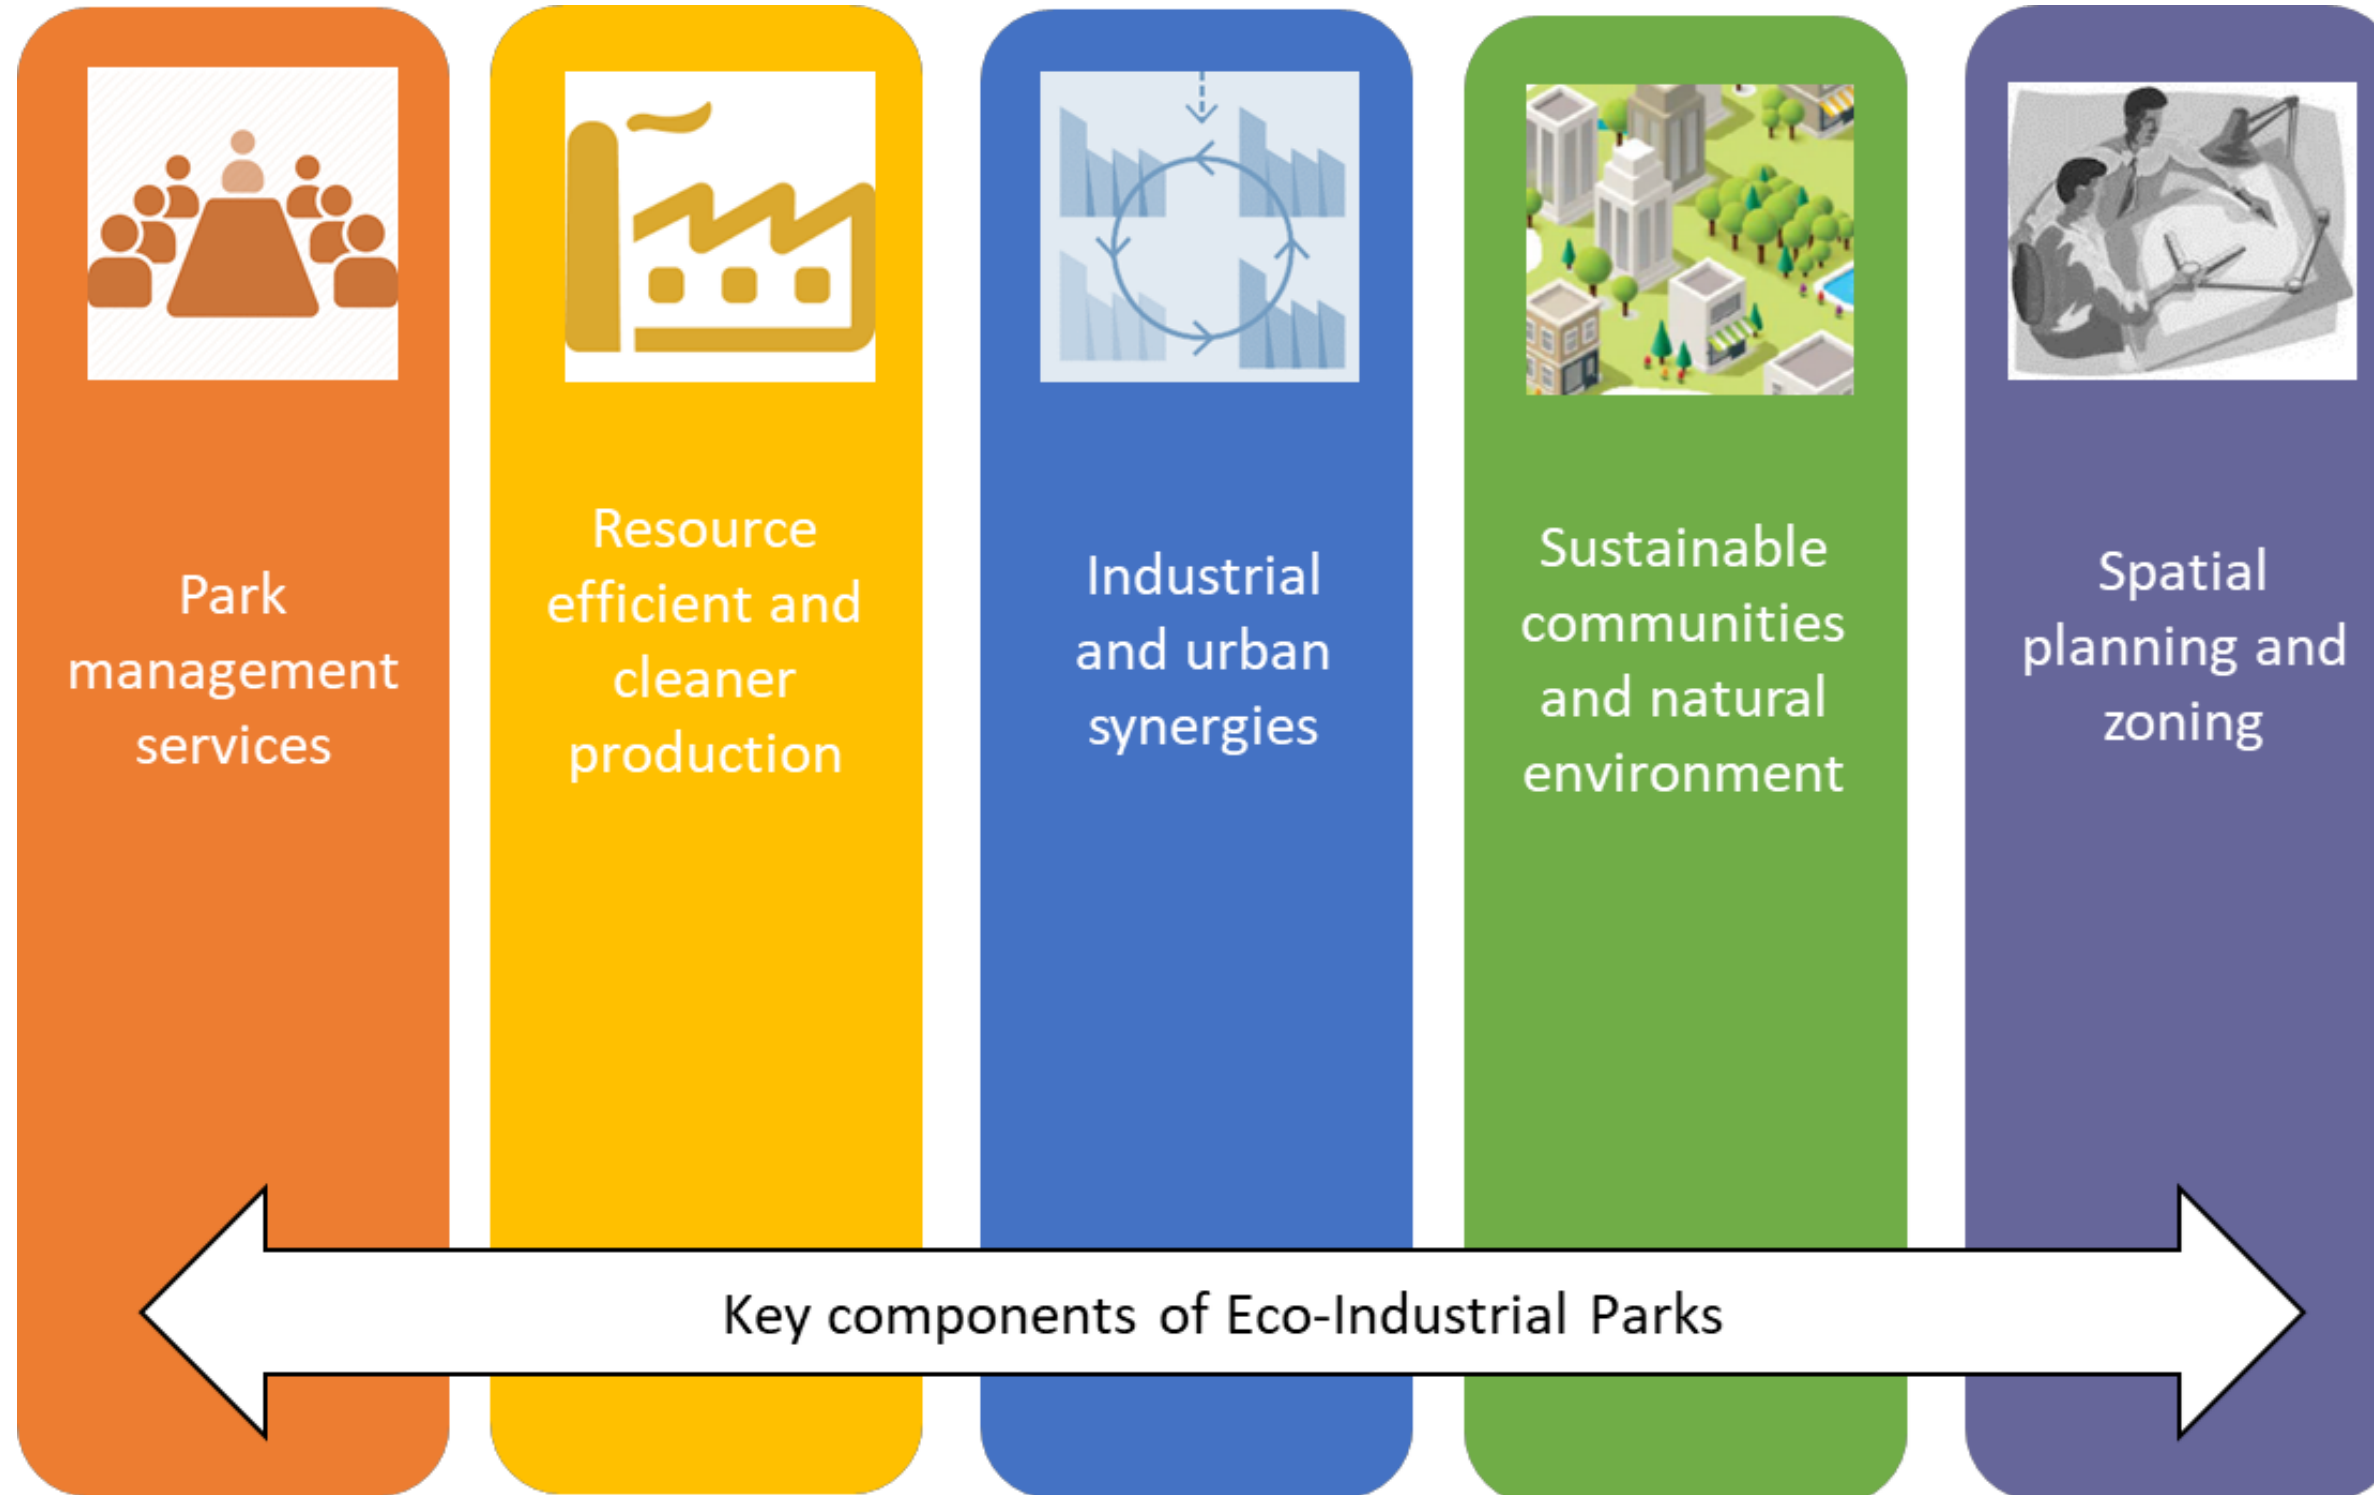 Park
management
services
Resource
efficient and
cleaner
production
Industrial
and urban
synergies
Sustainable
communities
and natural
environment
Spatial
planning and
zoning
Key components of Eco-Industrial Parks